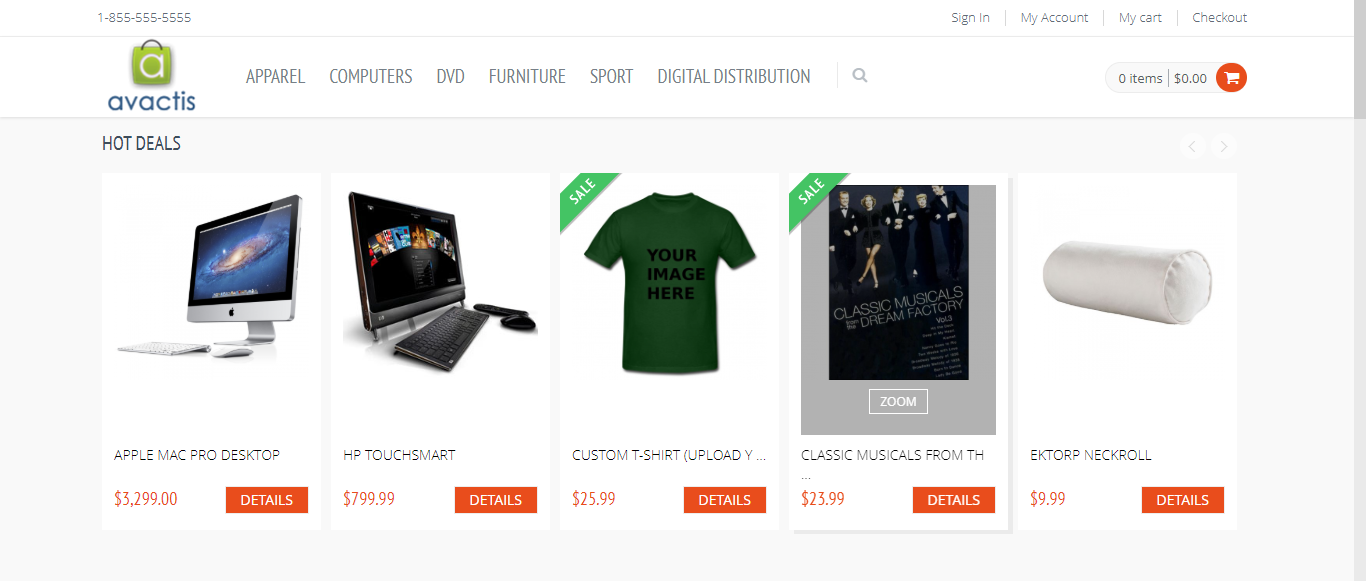 1-855-555-5555
Sign In
My Account
My cart
Checkout
a
avactis
APPAREL
COMPUTERS
DVD
FURNITURE
SPORT
DIGITAL DISTRIBUTION
0 items
$0.00
HOT DEALS
SALE
YOUR
IMAGE
HERE
SALE
CLASSIC MUSICALS
from the DREAM FACTORY
Vol.3
ZOOM
APPLE MAC PRO DESKTOP
HP TOUCHSMART
CUSTOM T-SHIRT (UPLOAD Y ...
CLASSIC MUSICALS FROM TH
...
EKTORP NECKROLL
$3,299.00
DETAILS
$799.99
DETAILS
$25.99
DETAILS
$23.99
DETAILS
$9.99
DETAILS